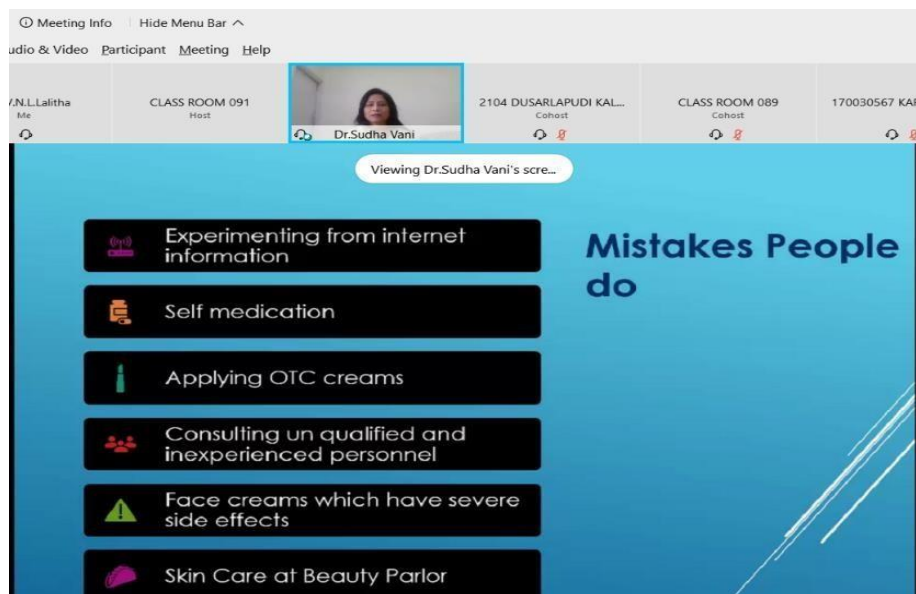 Meeting Info Hide Menu Bar
udio & Video Participant Meeting Help
.N.L.Lalitha
Me
CLASS ROOM 091
Host
Dr.Sudha Vani
2104 DUSARLAPUDI KAL...
Cohost
CLASS ROOM 089
Cohost
170030567 KAR
Viewing Dr.Sudha Vani's scre...
Mistakes People
do
Experimenting from internet
information
Self medication
Applying OTC creams
Consulting un qualified and
inexperienced personnel
Face creams which have severe
side effects
Skin Care at Beauty Parlor